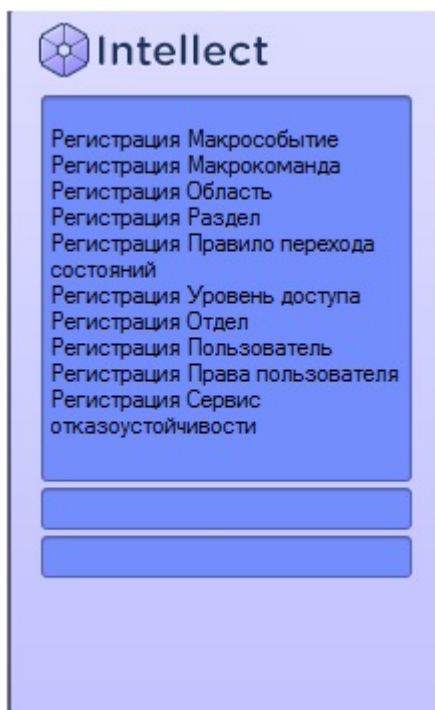 Intellect
Регистрация Макрособытие
Регистрация Макрокоманда
Регистрация Область
Регистрация Раздел
Регистрация Правило перехода
состояний
Регистрация Уровень доступа
Регистрация Отдел
Регистрация Пользователь
Регистрация Права пользователя
Регистрация Сервис
отказоустойчивости